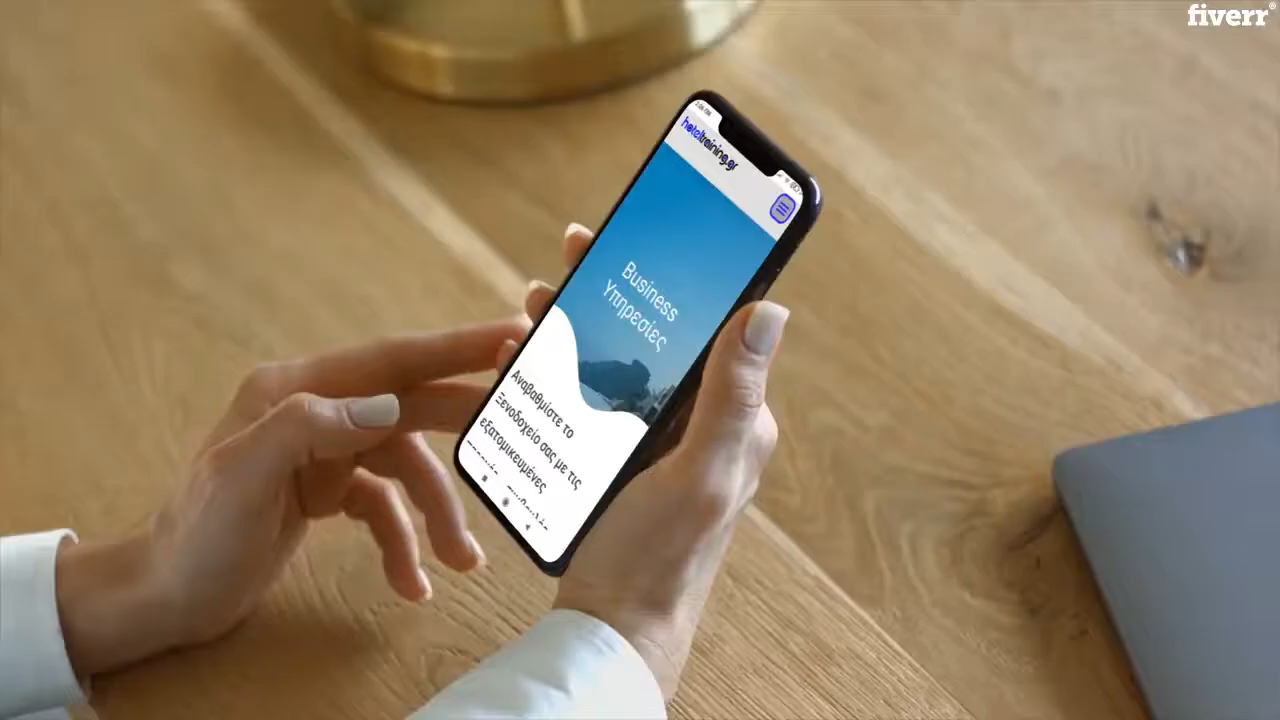 fiverr®
hoteltraining.gr
Business
Υπηρεσίες
Αναβαθμίστε το
Ξενοδοχείο σας με τις
εξατομικευμένες